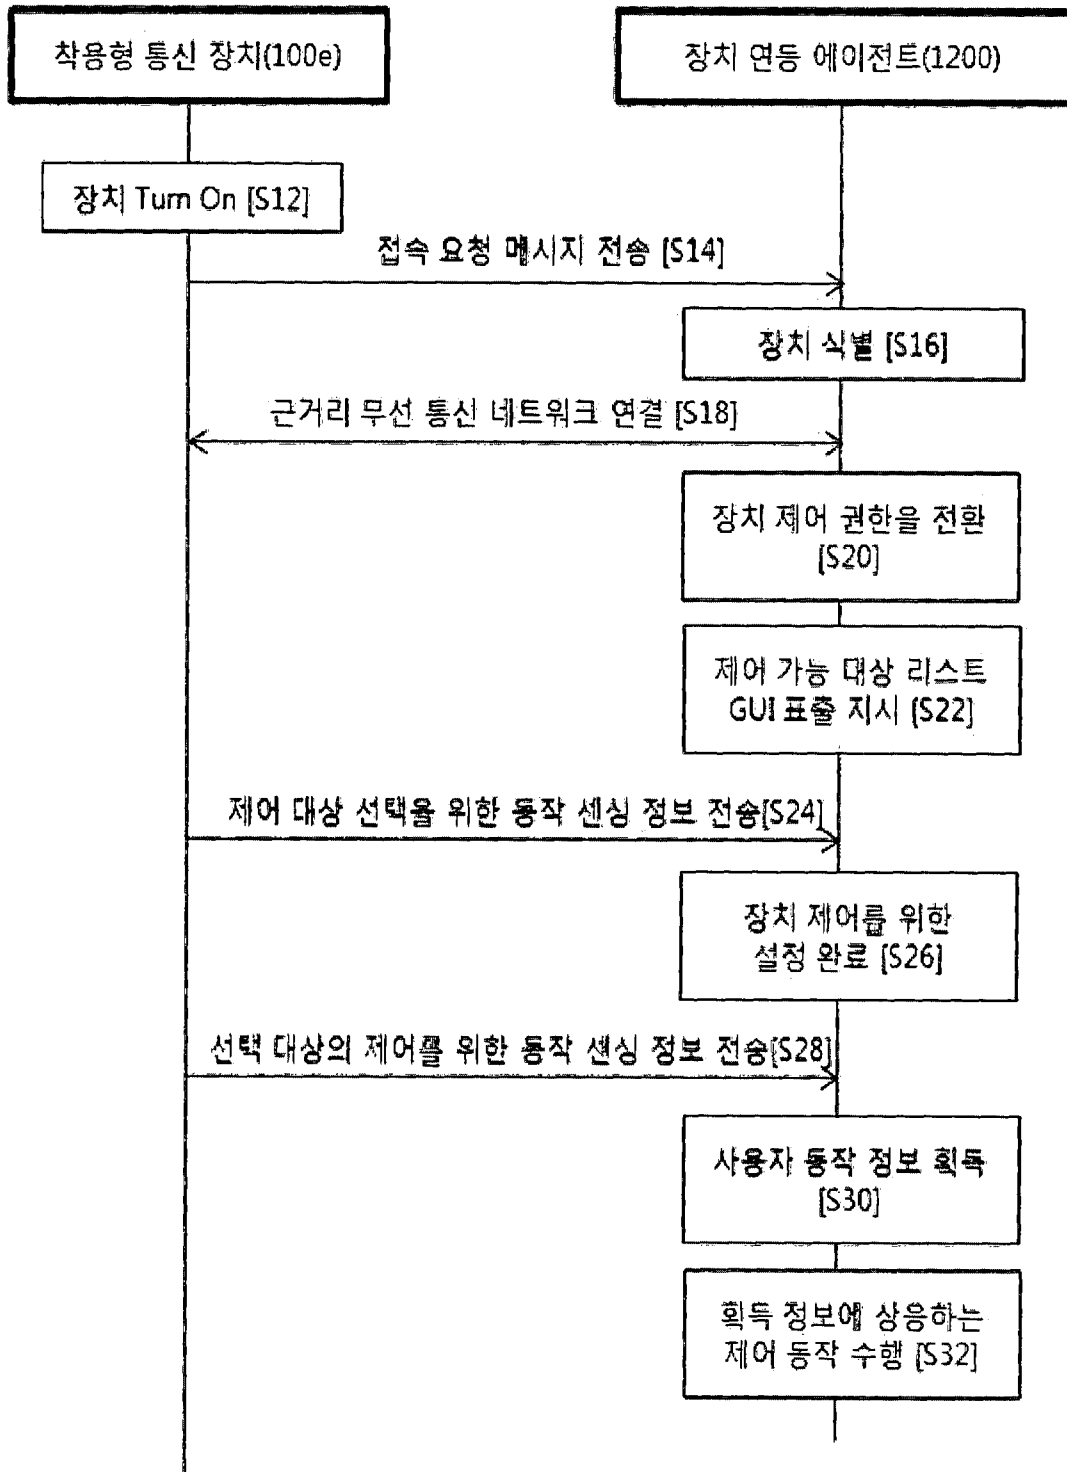 착용형 통신 장치(100e)
장치 연동 에이전트(1200)
장치 Turn On [S12]
접속 요청 메시지 전송 [S14]
장치 식별 [S16]
근거리 무선 통신 네트워크 연결 [S18]
장치 제어 권한을 전환
[S20]
제어 가능 대상 리스트
GUI 표출 지시 [S22]
제어 대상 선택을 위한 동작 센싱 정보 전송[S24]
장치 제어를 위한
설정 완료 [S26]
선택 대상의 제어를 위한 동작 센싱 정보 전송[S28]
사용자 동작 정보 획득
[S30]
획득 정보에 상응하는
제어 동작 수행 [S32]